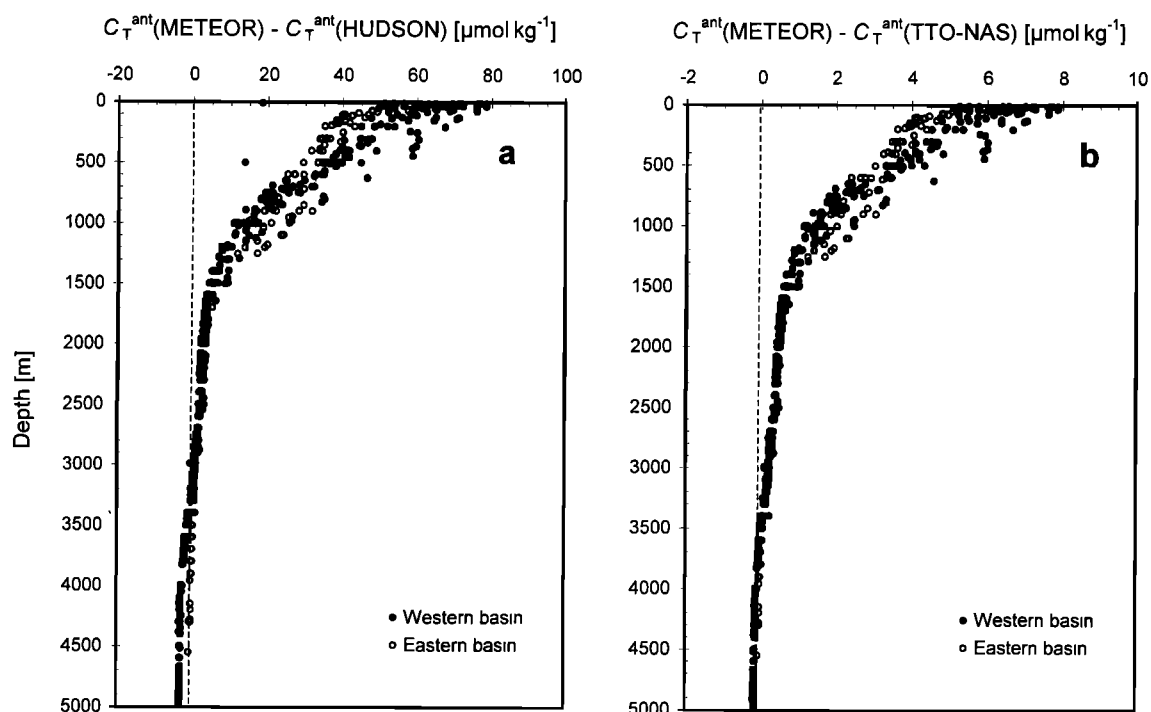 C_T^ant(METEOR) - C_T^ant(HUDSON) [µmol kg⁻¹]
-20 0 20 40 60 80 100
0
500
1000
1500
2000
2500
3000
3500
4000
4500
5000
Depth [m]
a
Western basin
Eastern basin
C_T^ant(METEOR) - C_T^ant(TTO-NAS) [µmol kg⁻¹]
-2 0 2 4 6 8 10
0
500
1000
1500
2000
2500
3000
3500
4000
4500
5000
b
Western basin
Eastern basin